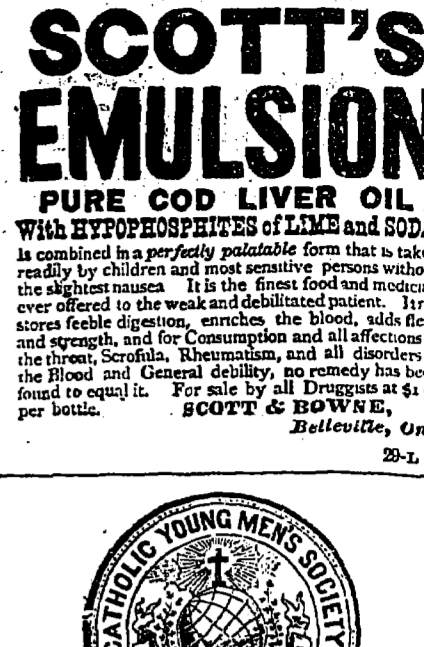 SCOTT'S
EMULSION
PURE COD LIVER OIL
With HYPOPHOSPHITES of LIME and SODA
Is combined in a perfectly palatable form that is tak
readily by children and most sensitive persons witho
the slightest nausea It is the finest food and medici
ever offered to the weak and debilitated patient. It r
stores feeble digestion, enriches the blood, adds fle
and strength, and for Consumption and all affections
the throat, Scrofula, Rheumatism, and all disorders
the Blood and General debility, no remedy has be
found to equal it. For sale by all Druggists at $1
per bottle. SCOTT & BOWNE,
Belleville, On
29-L
CATHOLIC YOUNG MEN'S SOCIETY